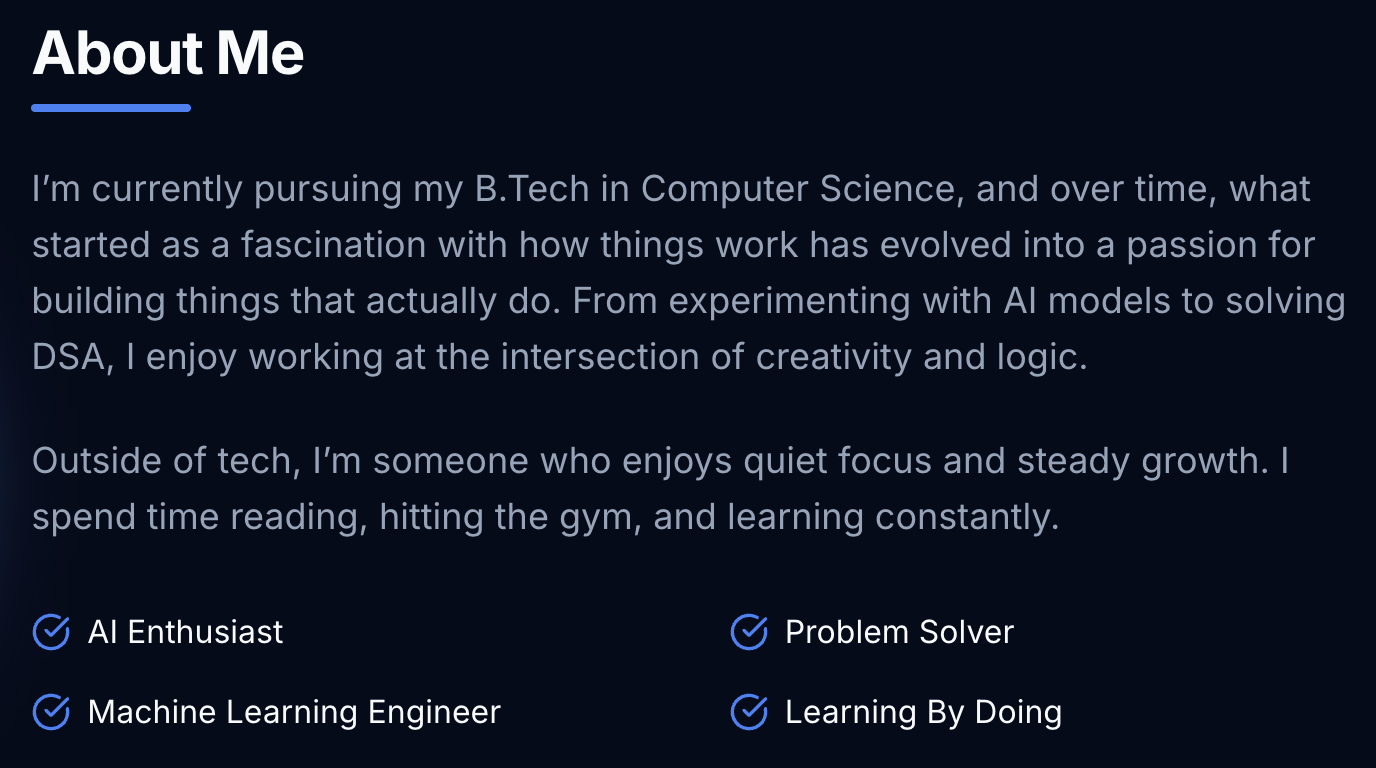 About Me
I’m currently pursuing my B.Tech in Computer Science, and over time, what
started as a fascination with how things work has evolved into a passion for
building things that actually do. From experimenting with AI models to solving
DSA, I enjoy working at the intersection of creativity and logic.
Outside of tech, I’m someone who enjoys quiet focus and steady growth. I
spend time reading, hitting the gym, and learning constantly.
AI Enthusiast
Problem Solver
Machine Learning Engineer
Learning By Doing